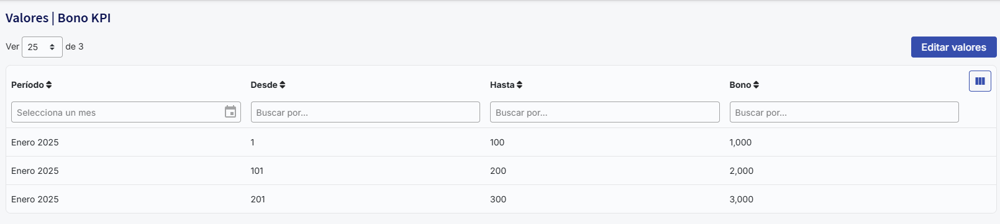 Valores | Bono KPI
Ver 25 de 3 Editar valores
Período Desde Hasta Bono
Selecciona un mes Buscar por... Buscar por... Buscar por...
Enero 2025 1 100 1,000
Enero 2025 101 200 2,000
Enero 2025 201 300 3,000